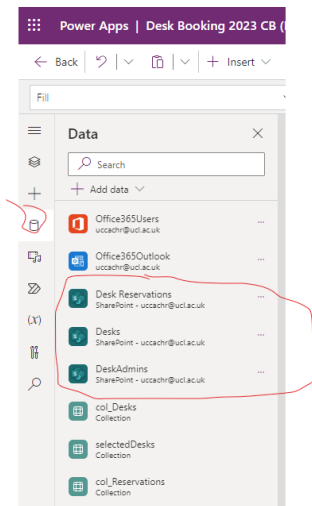 Power Apps | Desk Booking 2023 CB (
Back Insert
Fill
Data
Search
Add data
Office365Users
uccachr@ucl.ac.uk
Office365Outlook
uccachr@ucl.ac.uk
Desk Reservations
SharePoint - uccachr@ucl.ac.uk
Desks
SharePoint - uccachr@ucl.ac.uk
DeskAdmins
SharePoint - uccachr@ucl.ac.uk
(x)
col_Desks
Collection
selectedDesks
Collection
col_Reservations
Collection